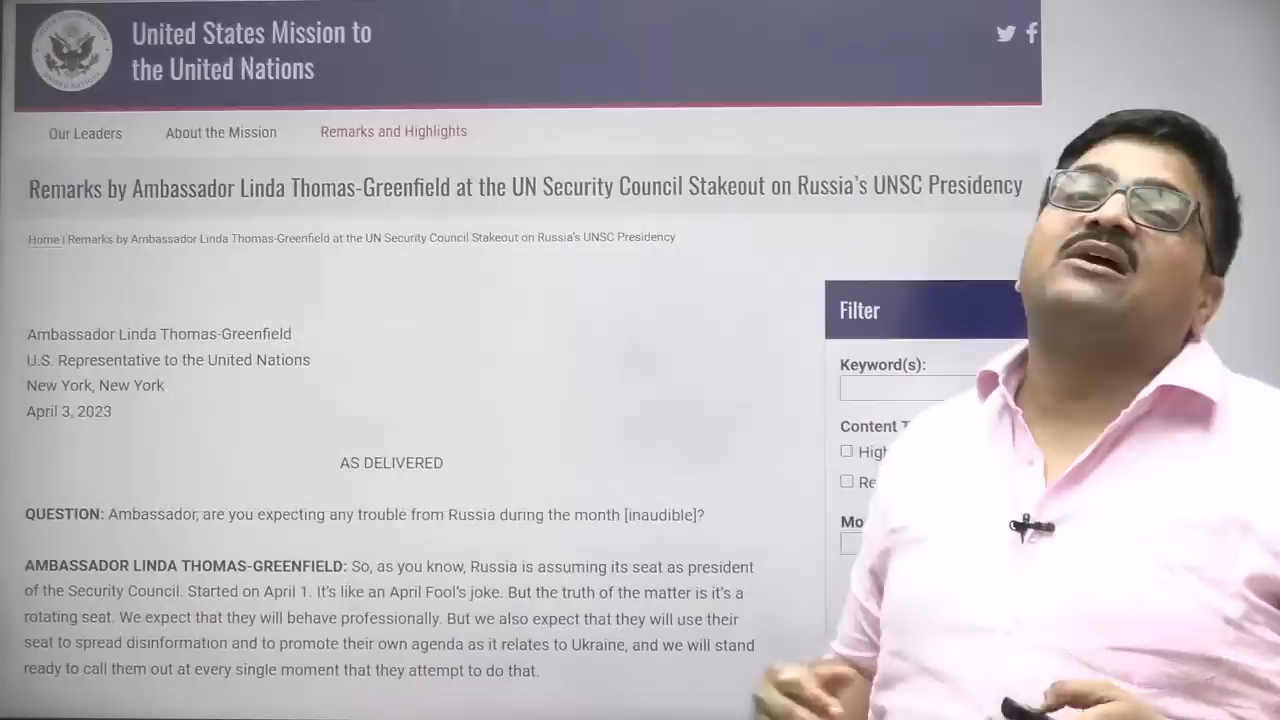 United States Mission to
the United Nations
Our Leaders About the Mission Remarks and Highlights
Remarks by Ambassador Linda Thomas-Greenfield at the UN Security Council Stakeout on Russia's UNSC Presidency
Home | Remarks by Ambassador Linda Thomas-Greenfield at the UN Security Council Stakeout on Russia's UNSC Presidency
Ambassador Linda Thomas-Greenfield
U.S. Representative to the United Nations
New York, New York
April 3, 2023
AS DELIVERED
QUESTION: Ambassador, are you expecting any trouble from Russia during the month [inaudible]?
AMBASSADOR LINDA THOMAS-GREENFIELD: So, as you know, Russia is assuming its seat as president
of the Security Council. Started on April 1. It's like an April Fool's joke. But the truth of the matter is it's a
rotating seat. We expect that they will behave professionally. But we also expect that they will use their
seat to spread disinformation and to promote their own agenda as it relates to Ukraine, and we will stand
ready to call them out at every single moment that they attempt to do that.
Filter
Keyword(s):
Content T
High
Re
Mo